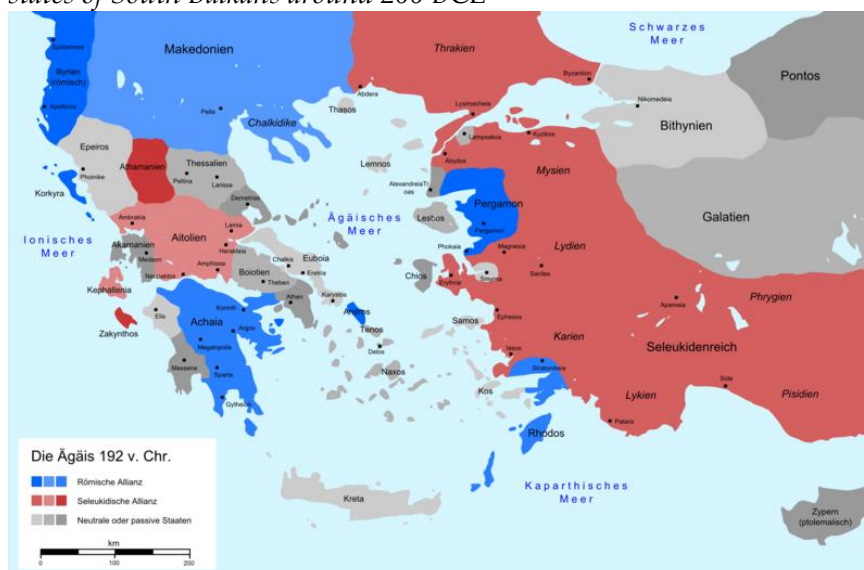 states of South Balkans around 200 BCE
Schwarzes
Meer
Makedonien
Thrakien
Pontos
Epidamnos
Illyrien
(römisch)
Byzantion
Abdera
Lysimacheia
Nikomedeia
Apollonia
Pella
Thasos
Chalkidike
Bithynien
Lampsakos
Kyzikos
Epeiros
Athamanien
Thessalien
Abydos
Phoinike
Pellina
Larissa
Lemnos
Mysien
Korkyra
Demetrias
AlexandreiaTr
oas
Pergamon
Galatien
Ambrakia
Lamia
Ägäisches
Meer
Lesbos
Pergamon
Ionisches
Meer
Akarnanien
Aitolien
Herakleia
Medeon
Euboia
Phokaia
Magnesia
Lydien
Amphissa
Chalkis
Boiotien
Eretria
Chios
Sardes
Naupaktos
Theben
Erythrai
Smyrna
Phrygien
Kephallenia
Karystos
Apameia
Athen
Zakynthos
Elis
Achaia
Korinth
Andros
Ephesos
Argos
Tenos
Samos
Karien
Megalopolis
Delos
Seleukidenreich
Messene
Sparta
Naxos
Iasos
Stratonikeia
Gytheion
Kos
Lykien
Side
Pisidien
Patara
Rhodos
Die Ägäis 192 v. Chr.
Römische Allianz
Seleukidische Allianz
Neutrale oder passive Staaten
km
0
100
200
Kaparthisches
Meer
Kreta
Zypern
(ptolemaiisch)